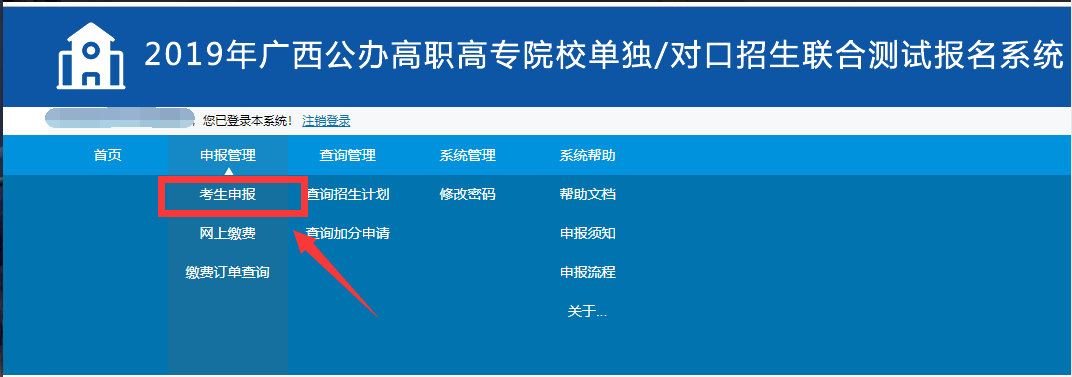 2019年广西公办高职高专院校单独/对口招生联合测试报名系统
，您已登录本系统！ 注销登录
首页 申报管理 查询管理 系统管理 系统帮助
考生申报 查询招生计划 修改密码 帮助文档
网上缴费 查询加分申请 申报须知
缴费订单查询 申报流程
关于...